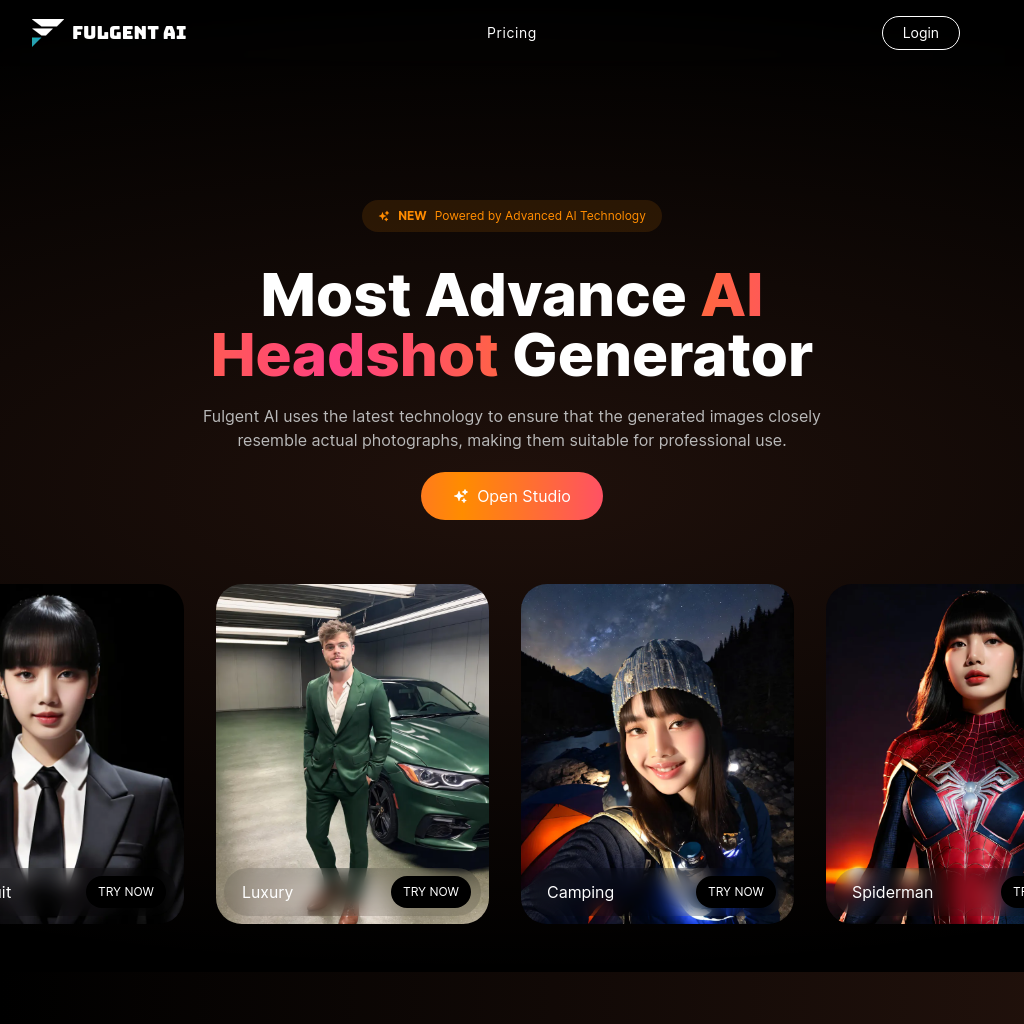 FULGENT AI
Pricing
Login
NEW Powered by Advanced AI Technology
Most Advance AI
Headshot Generator
Fulgent AI uses the latest technology to ensure that the generated images closely
resemble actual photographs, making them suitable for professional use.
Open Studio
TRY NOW
Luxury
TRY NOW
Camping
TRY NOW
Spiderman